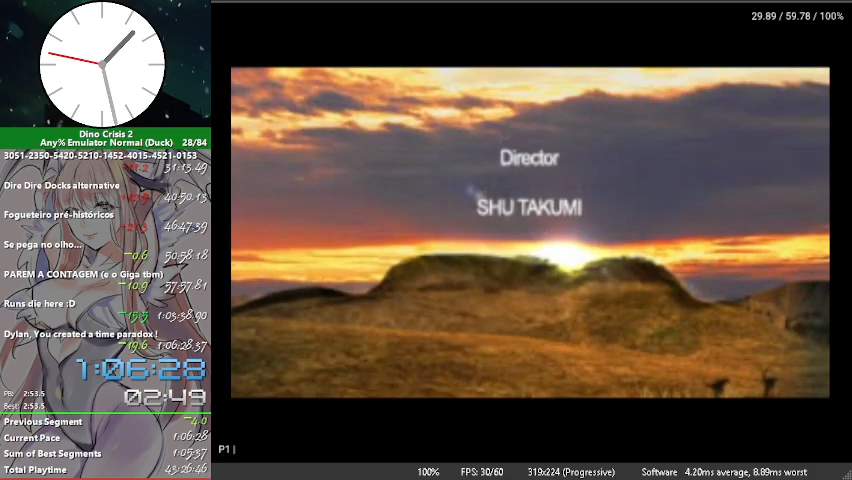 29.89 / 59.78 / 100%
Dino Crisis 2
Any% Emulator Normal (Duck) 28/84
3051-2350-5420-5210-1452-4015-4521-0153
31:13.49
Dire Dire Docks alternative
40:50.13
Fogueteiro pré-históricos
46:47.39
Se pega no olho...
-0.6 50:58.18
PAREM A CONTAGEM (e o Giga tbm)
-10.9 57:57.81
Runs die here :D
-15.5 1:03:38.90
Dylan, You created a time paradox!
-19.6 1:06:28.37
1:06:28
PB: 2:53.5
02:49
Best: 2:53.5
Previous Segment -4.0
Current Pace 1:06:28
Sum of Best Segments 1:05:37
Total Playtime 43:26:46
Director
SHU TAKUMI
P1 |
100% FPS: 30/60 319x224 (Progressive) Software 4.20ms average, 8.89ms worst